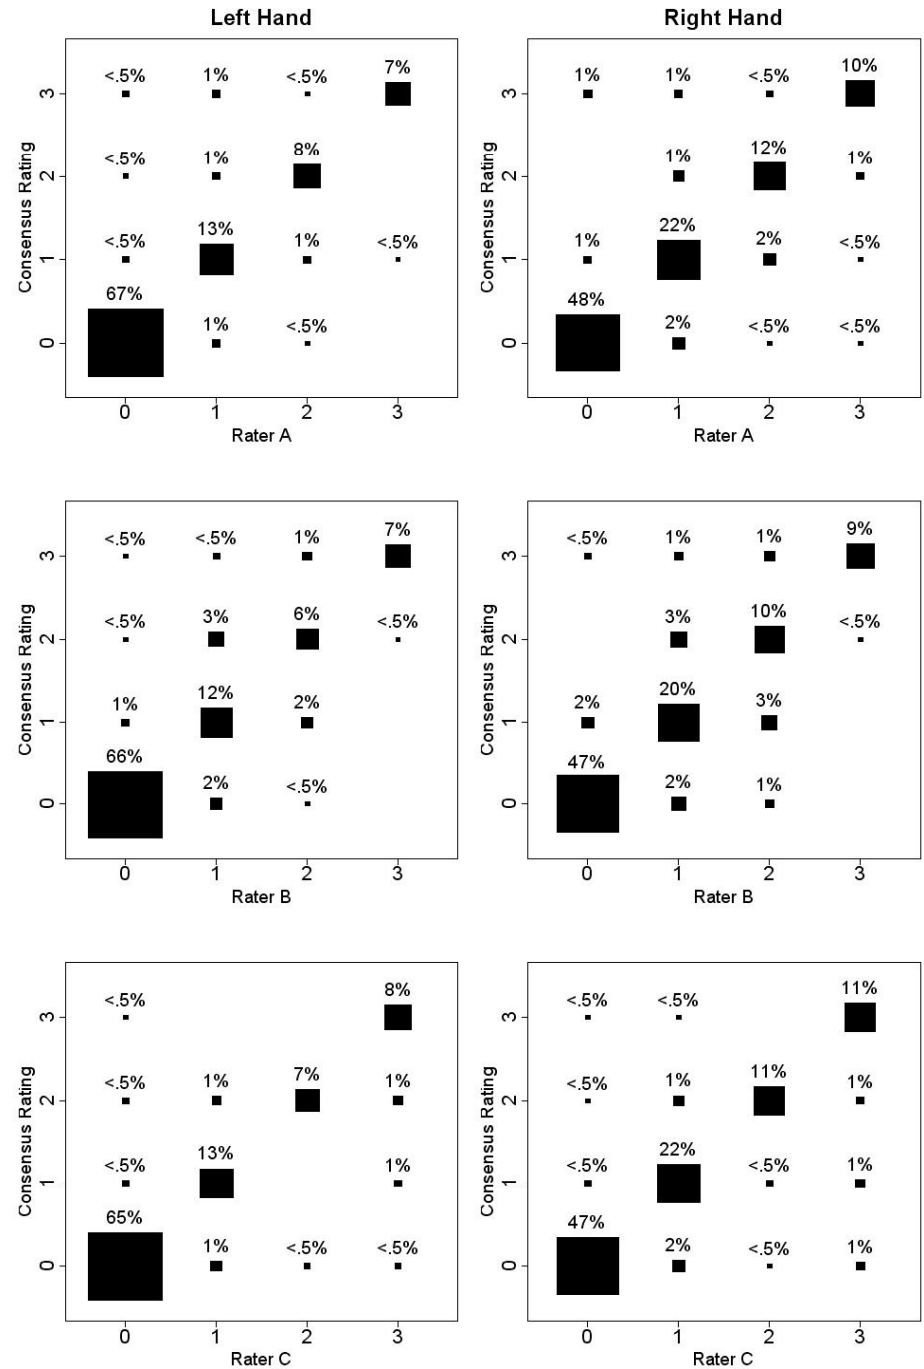 Left Hand
Right Hand
Consensus Rating
3
2
1
0
<.5% 1% <.5% 7%
<.5% 1% 8%
<.5% 13% 1% <.5%
67% 1% <.5%
0 1 2 3
Rater A
Consensus Rating
3
2
1
0
1% 1% <.5% 10%
1% 12% 1%
1% 22% 2% <.5%
48% 2% <.5% <.5%
0 1 2 3
Rater A
Consensus Rating
3
2
1
0
<.5% <.5% 1% 7%
<.5% 3% 6% <.5%
1% 12% 2%
66% 2% <.5%
0 1 2 3
Rater B
Consensus Rating
3
2
1
0
<.5% 1% 1% 9%
3% 10% <.5%
2% 20% 3%
47% 2% 1%
0 1 2 3
Rater B
Consensus Rating
3
2
1
0
<.5% 8%
<.5% 1% 7% 1%
<.5% 13% 1%
65% 1% <.5% <.5%
0 1 2 3
Rater C
Consensus Rating
3
2
1
0
<.5% <.5% 11%
<.5% 1% 11% 1%
<.5% 22% <.5% 1%
47% 2% <.5% 1%
0 1 2 3
Rater C